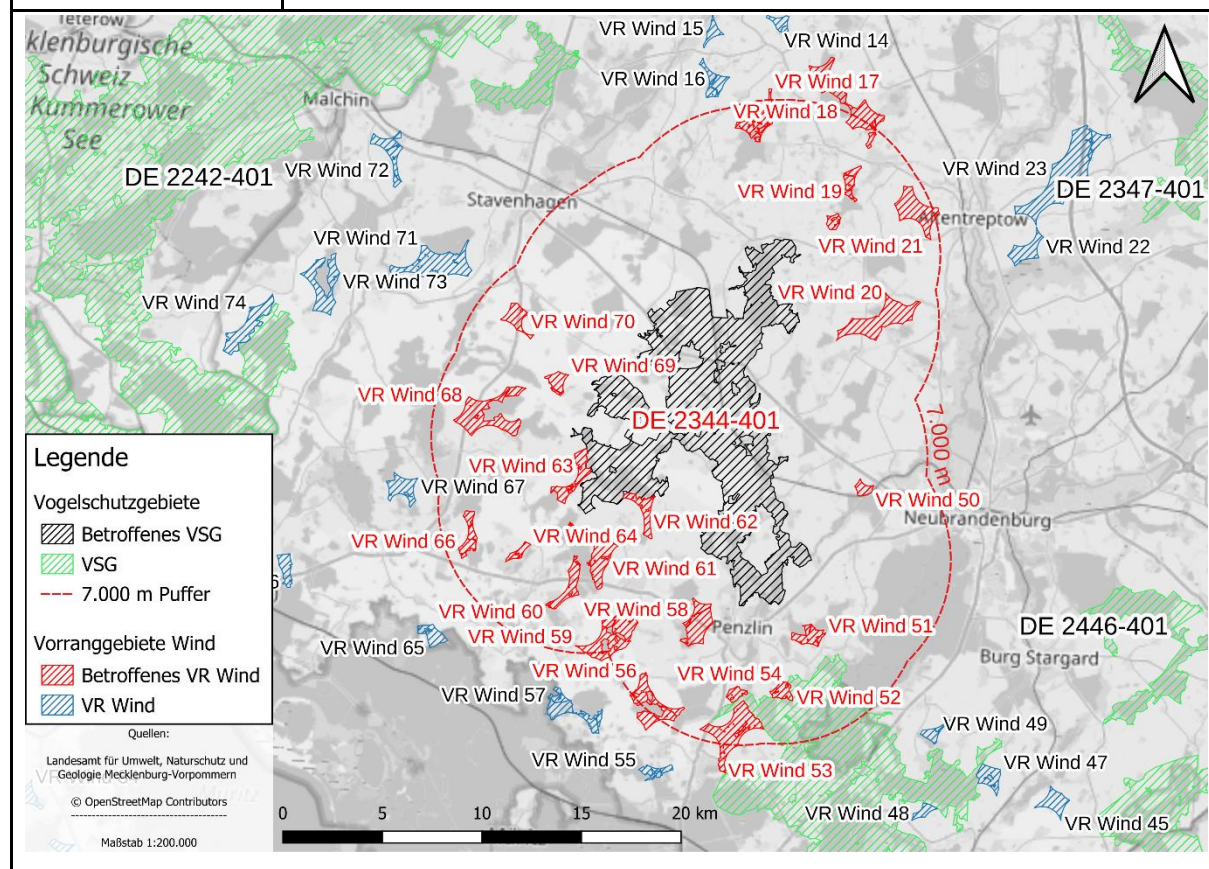 Teterow
klenburgische
Schweiz
Kummerower
See
Malchin
VR Wind 15
VR Wind 14
VR Wind 16
VR Wind 17
VR Wind 18
DE 2242-401
VR Wind 72
VR Wind 23
DE 2347-401
VR Wind 19
Stavenhagen
Altentreptow
VR Wind 71
VR Wind 21
VR Wind 22
VR Wind 73
VR Wind 74
VR Wind 20
VR Wind 70
VR Wind 69
VR Wind 68
DE 2344-401
7.000 m
VR Wind 63
VR Wind 67
VR Wind 50
Neubrandenburg
VR Wind 62
VR Wind 64
VR Wind 66
VR Wind 61
VR Wind 60
VR Wind 58
VR Wind 59
Penzlin
VR Wind 51
DE 2446-401
VR Wind 65
Burg Stargard
VR Wind 56
VR Wind 54
VR Wind 57
VR Wind 52
VR Wind 49
VR Wind 55
VR Wind 53
VR Wind 47
VR Wind 48
VR Wind 45
Legende
Vogelschutzgebiete
Betroffenes VSG
VSG
7.000 m Puffer
Vorranggebiete Wind
Betroffenes VR Wind
VR Wind
Quellen:
Landesamt für Umwelt, Naturschutz und
Geologie Mecklenburg-Vorpommern
© OpenStreetMap Contributors
Maßstab 1:200.000
0 5 10 15 20 km